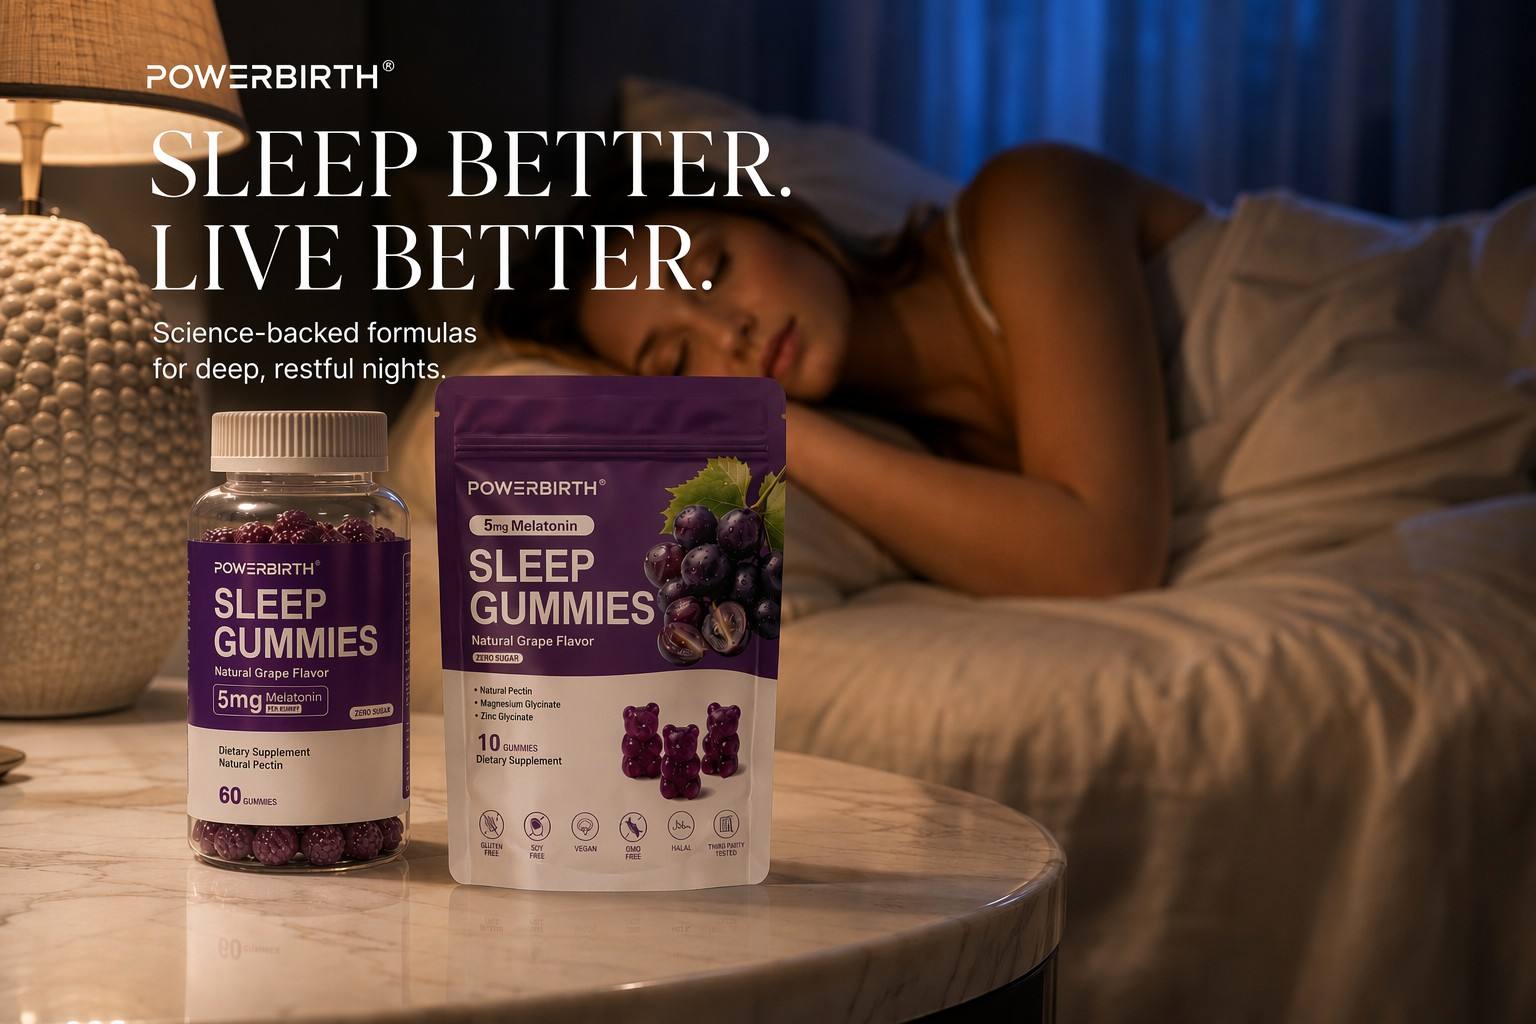 POWERBIRTH®
SLEEP BETTER.
LIVE BETTER.
Science-backed formulas
for deep, restful nights.
POWERBIRTH®
SLEEP
GUMMIES
Natural Grape Flavor
5mg Melatonin
PER GUMMY
ZERO SUGAR
Dietary Supplement
Natural Pectin
60 GUMMIES
POWERBIRTH®
5mg Melatonin
SLEEP
GUMMIES
Natural Grape Flavor
ZERO SUGAR
• Natural Pectin
• Magnesium Glycinate
• Zinc Glycinate
10 GUMMIES
Dietary Supplement
GLUTEN
FREE
SOY
FREE
VEGAN
GMO
FREE
HALAL
THIRD PARTY
TESTED